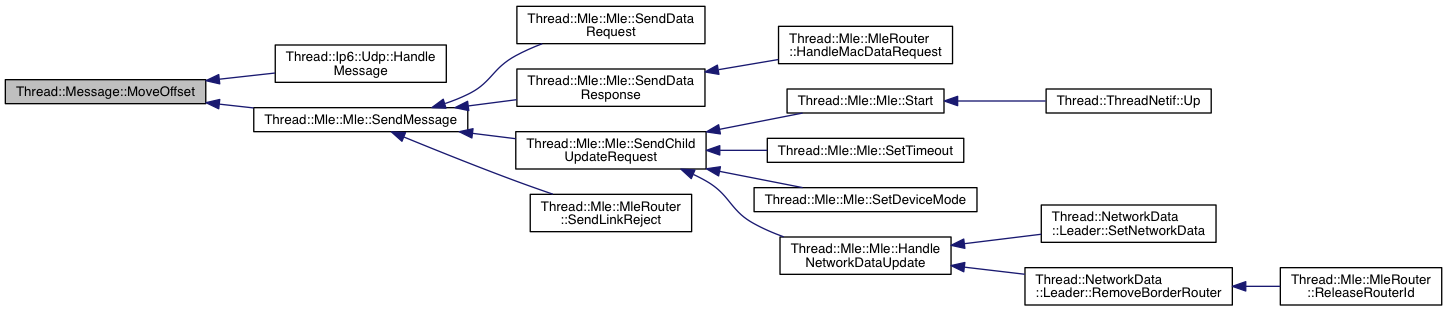 Thread::Message::MoveOffset
Thread::Ip6::Udp::Handle
Message
Thread::Mle::Mle::SendMessage
Thread::Mle::Mle::SendData
Request
Thread::Mle::Mle::SendData
Response
Thread::Mle::Mle::SendChild
UpdateRequest
Thread::Mle::MleRouter
::SendLinkReject
Thread::Mle::MleRouter
::HandleMacDataRequest
Thread::Mle::Mle::Start
Thread::Mle::Mle::SetTimeout
Thread::Mle::Mle::SetDeviceMode
Thread::Mle::Mle::Handle
NetworkDataUpdate
Thread::ThreadNetif::Up
Thread::NetworkData
::Leader::SetNetworkData
Thread::NetworkData
::Leader::RemoveBorderRouter
Thread::Mle::MleRouter
::ReleaseRouterId